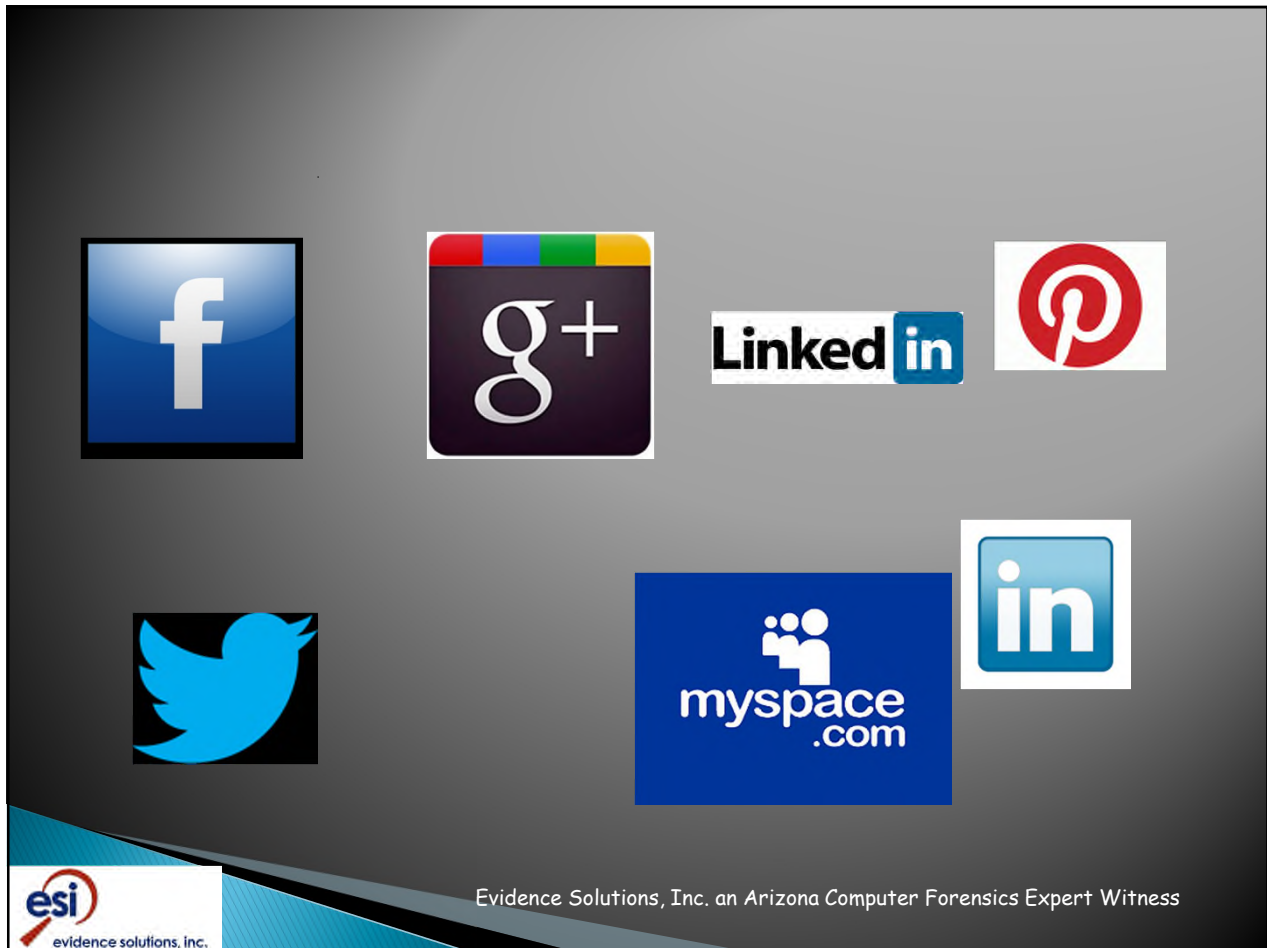 f
g+
Linked in
p
in
myspace
.com
Evidence Solutions, Inc. an Arizona Computer Forensics Expert Witness
esi
evidence solutions, inc.